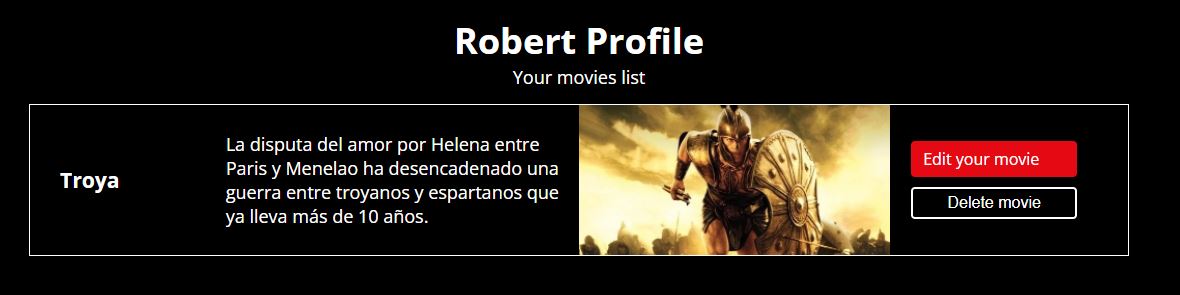 Robert Profile
Your movies list
Troya
La disputa del amor por Helena entre
Paris y Menelao ha desencadenado una
guerra entre troyanos y espartanos que
ya lleva más de 10 años.
Edit your movie
Delete movie